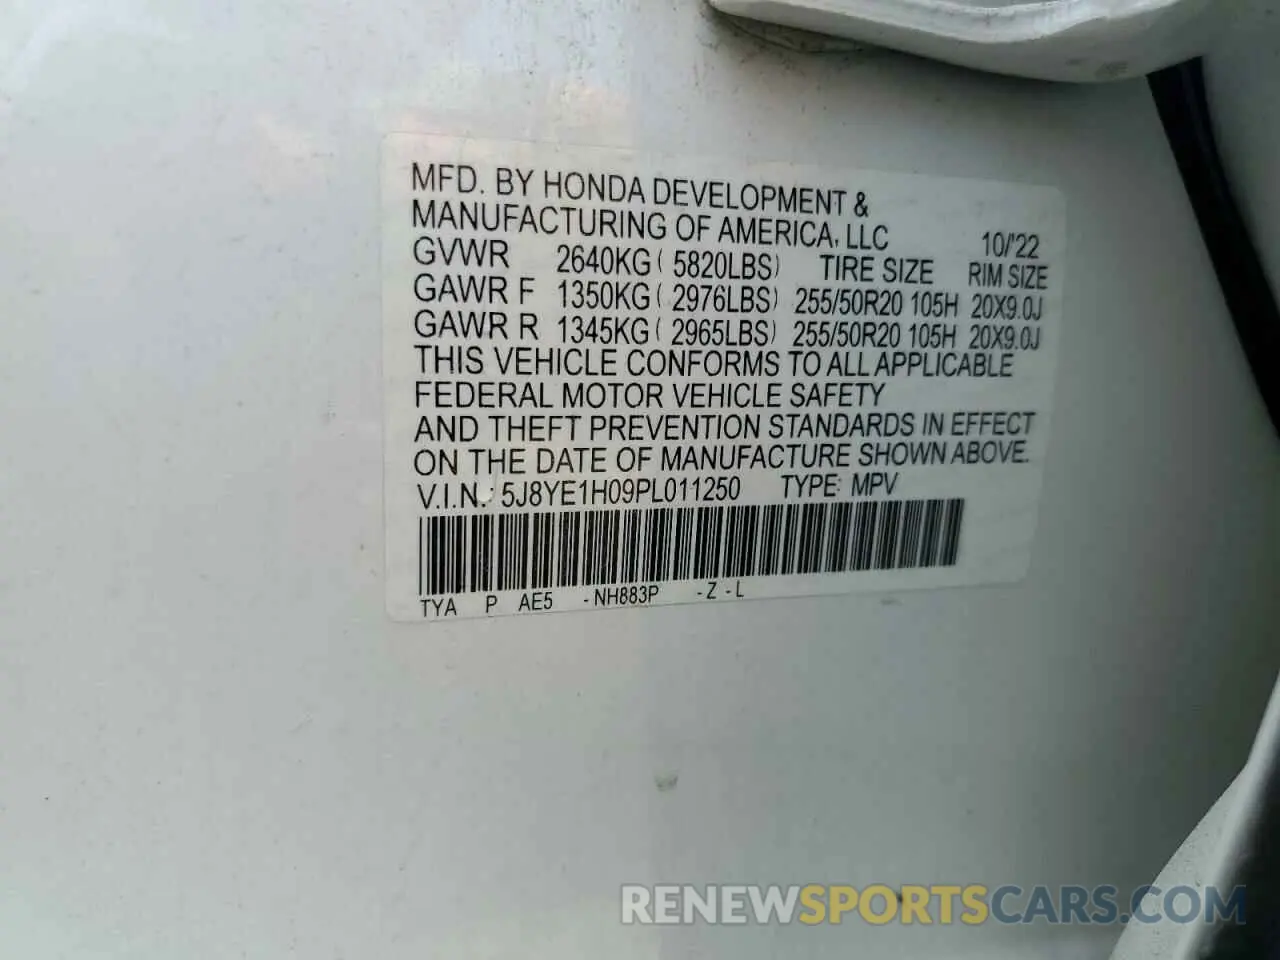 MFD. BY HONDA DEVELOPMENT &
MANUFACTURING OF AMERICA, LLC 10/'22
GVWR 2640KG ( 5820LBS) TIRE SIZE RIM SIZE
GAWR F 1350KG ( 2976LBS) 255/50R20 105H 20X9.0J
GAWR R 1345KG ( 2965LBS) 255/50R20 105H 20X9.0J
THIS VEHICLE CONFORMS TO ALL APPLICABLE
FEDERAL MOTOR VEHICLE SAFETY
AND THEFT PREVENTION STANDARDS IN EFFECT
ON THE DATE OF MANUFACTURE SHOWN ABOVE.
V.I.N.: 5J8YE1H09PL011250 TYPE: MPV
TYA P AE5 -NH883P -Z-L
RENEWSPORTSCARS.COM